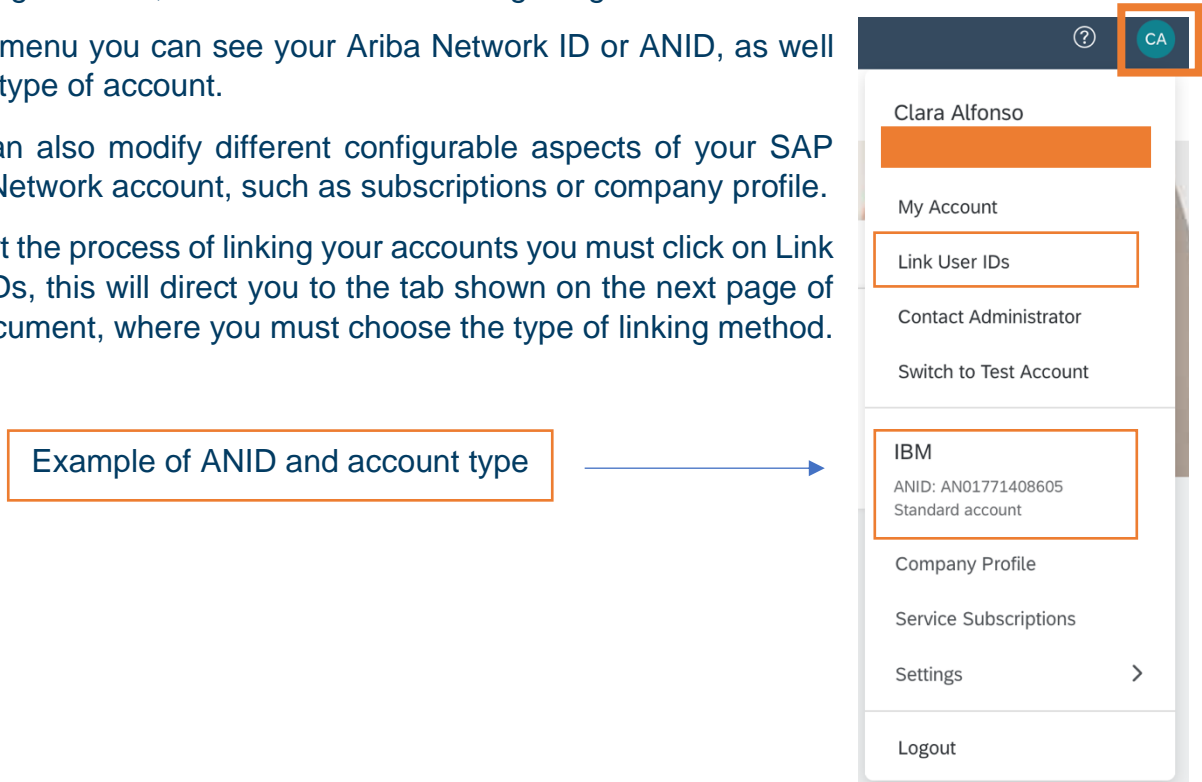 menu you can see your Ariba Network ID or ANID, as well
type of account.
an also modify different configurable aspects of your SAP
Network account, such as subscriptions or company profile.
t the process of linking your accounts you must click on Link
Ds, this will direct you to the tab shown on the next page of
cument, where you must choose the type of linking method.
Example of ANID and account type
?
CA
Clara Alfonso
My Account
Link User IDs
Contact Administrator
Switch to Test Account
IBM
ANID: AN01771408605
Standard account
Company Profile
Service Subscriptions
Settings
Logout